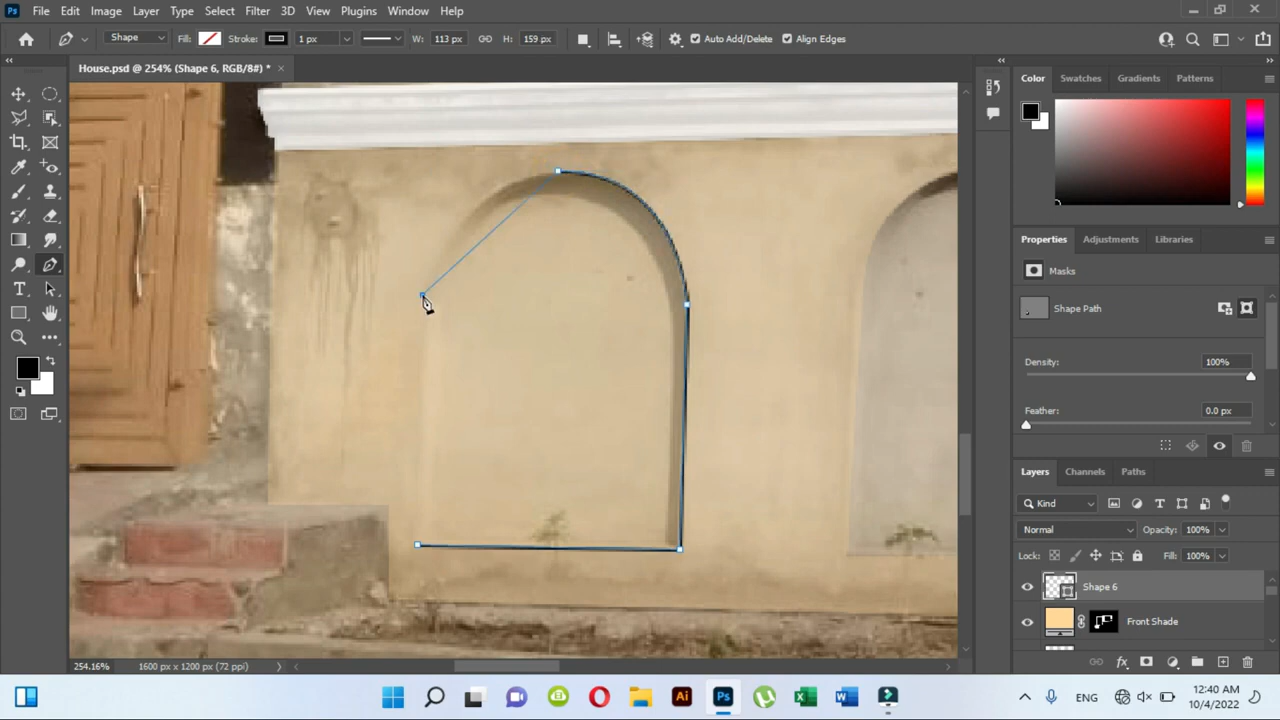 Ps File Edit Image Layer Type Select Filter 3D View Plugins Window Help
Shape Fill: Stroke: 1 px W: 113 px H: 159 px Auto Add/Delete Align Edges
House.psd @ 254% (Shape 6, RGB/8#) * ×
Color Swatches Gradients Patterns
Properties Adjustments Libraries
Masks
Shape Path
Density: 100%
Feather: 0.0 px
Layers Channels Paths
Kind
Normal Opacity: 100%
Lock: Fill: 100%
Shape 6
Front Shade
254.16% 1600 px x 1200 px (72 ppi)
Ai Ps ENG 12:40 AM
10/4/2022